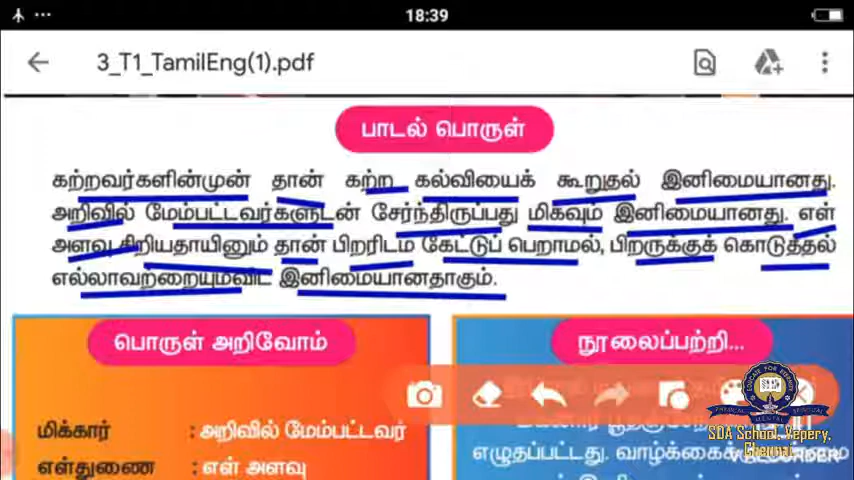 18:39
3_T1_TamilEng(1).pdf
பாடல் பொருள்
கற்றவர்களின்முன் தான் கற்ற கல்வியைக் கூறுதல் இனிமையானது.
அறிவில் மேம்பட்டவர்களுடன் சேர்ந்திருப்பது மிகவும் இனிமையானது. எள்
அளவு சிறியதாயினும் தான் பிறரிடம் கேட்டுப் பெறாமல், பிறருக்குக் கொடுத்தல்
எல்லாவற்றையும்விட இனிமையானதாகும்.
பொருள் அறிவோம்
நூலைப்பற்றி...
மிக்கார் : அறிவில் மேம்பட்டவர்
எள்துணை : எள் அளவு
எழுதப்பட்டது. வாழ்க்கைக்
SDA School, Vepery,
Chennai.
RECORDER